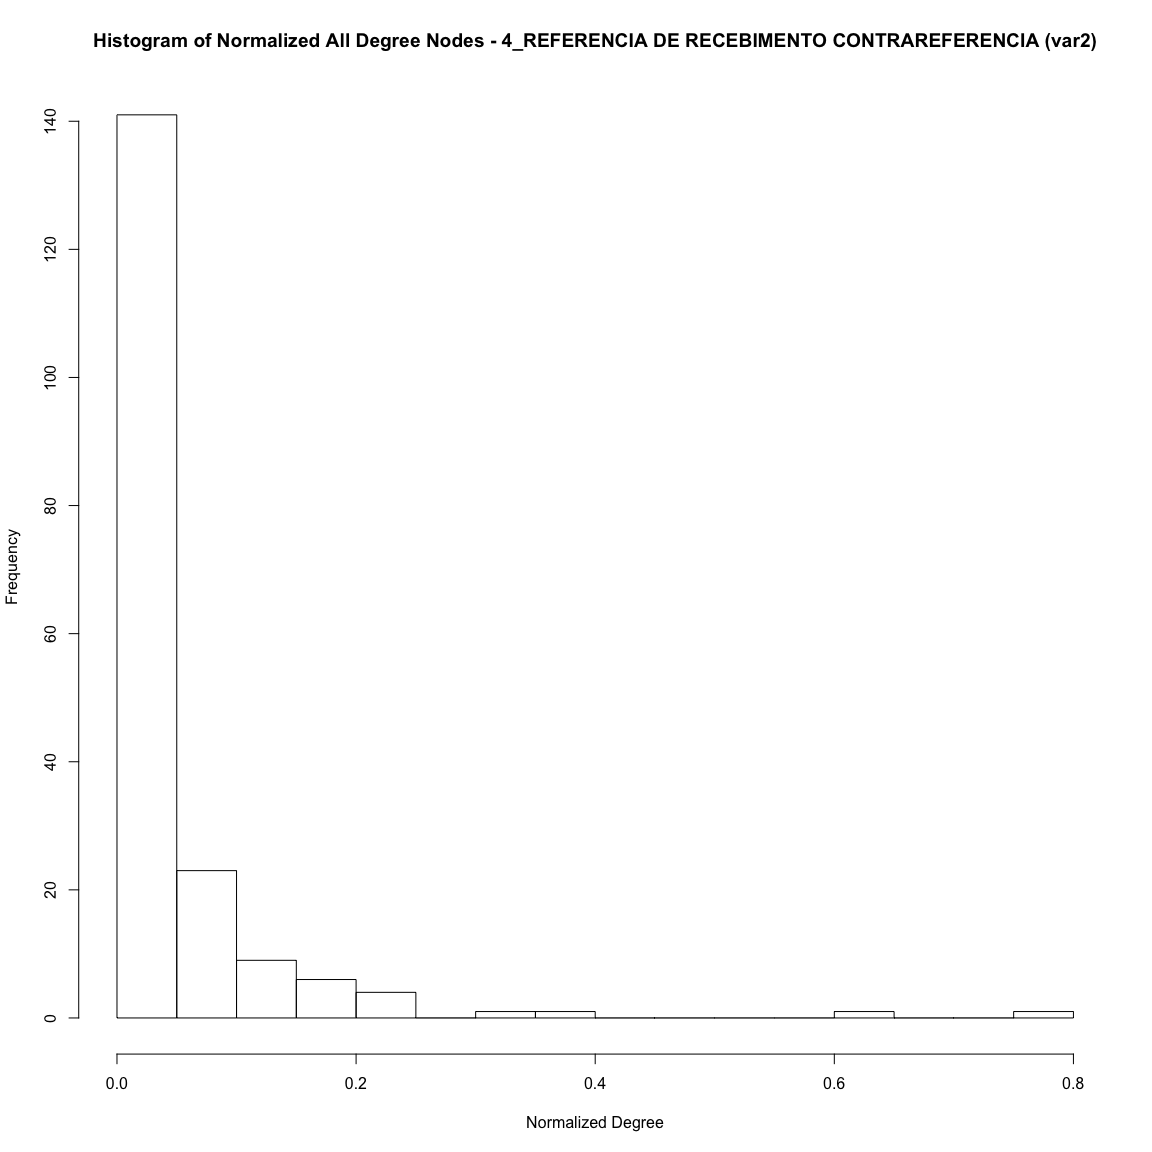 Histogram of Normalized All Degree Nodes - 4_REFERENCIA DE RECEBIMENTO CONTRAREFERENCIA (var2)
140
120
100
80
60
40
20
0
Frequency
0.0 0.2 0.4 0.6 0.8
Normalized Degree